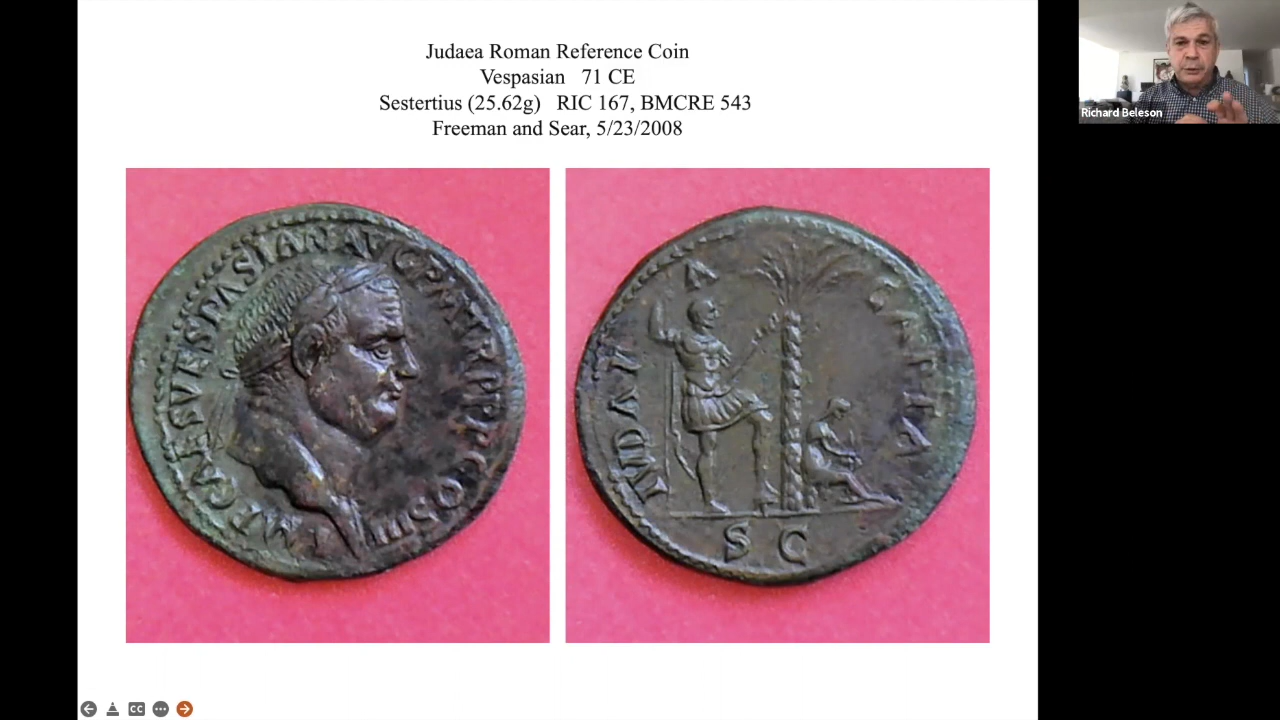 Judaea Roman Reference Coin
Vespasian 71 CE
Sestertius (25.62g) RIC 167, BMCRE 543
Freeman and Sear, 5/23/2008
IMP CAES VESPASIAN AVG P M TR P P P COS III
IVDAEA CAPTA
S C
Richard Beleson
CC